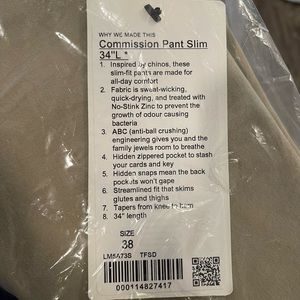 WHY WE MADE THIS
Commission Pant Slim
34"L *
1. Inspired by chinos, these
slim-fit pants are made for
all-day comfort
2. Fabric is sweat-wicking,
quick-drying, and treated with
No-Stink Zinc to prevent the
growth of odour causing
bacteria
3. ABC (anti-ball crushing)
engineering gives you and the
family jewels room to breathe
4. Hidden zippered pocket to stash
your cards and key
5. Hidden snaps mean the back
pockets won't gape
6. Streamlined fit that skims
glutes and thighs
7. Tapers from knee to hem
8. 34" length
SIZE
38
LM5A73S TFSD
000114827417